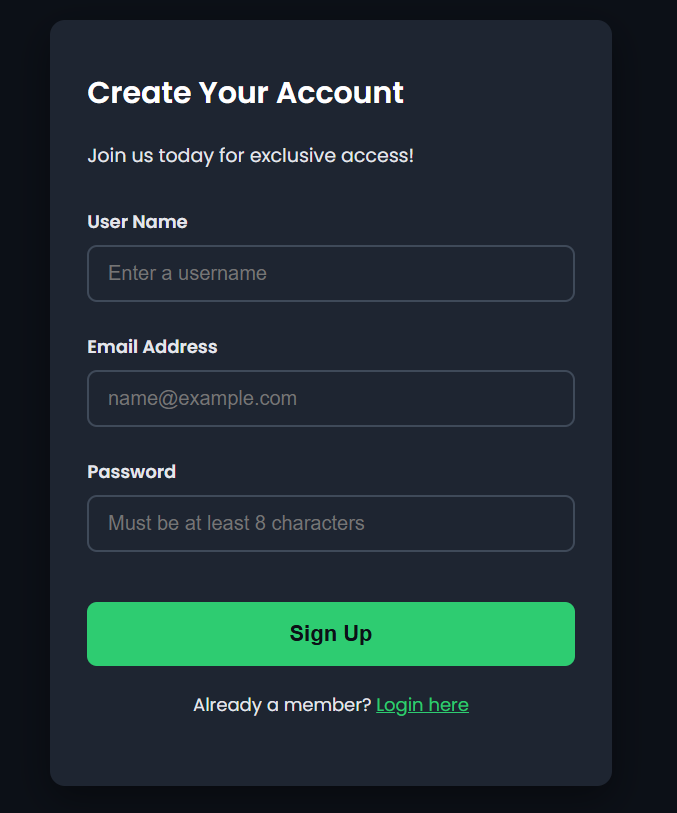 Create Your Account
Join us today for exclusive access!
User Name
Enter a username
Email Address
name@example.com
Password
Must be at least 8 characters
Sign Up
Already a member? Login here